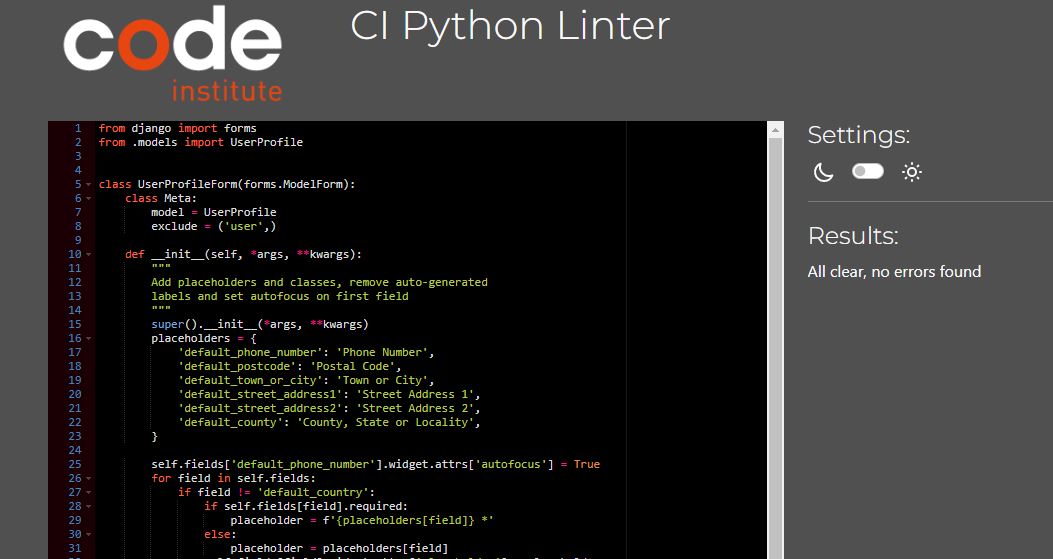 code
institute
CI Python Linter
1 from django import forms
2 from .models import UserProfile
3
4
5 class UserProfileForm(forms.ModelForm):
6     class Meta:
7         model = UserProfile
8         exclude = ('user',)
9
10     def __init__(self, *args, **kwargs):
11         """
12         Add placeholders and classes, remove auto-generated
13         labels and set autofocus on first field
14         """
15         super().__init__(*args, **kwargs)
16         placeholders = {
17             'default_phone_number': 'Phone Number',
18             'default_postcode': 'Postal Code',
19             'default_town_or_city': 'Town or City',
20             'default_street_address1': 'Street Address 1',
21             'default_street_address2': 'Street Address 2',
22             'default_county': 'County, State or Locality',
23         }
24
25         self.fields['default_phone_number'].widget.attrs['autofocus'] = True
26         for field in self.fields:
27             if field != 'default_country':
28                 if self.fields[field].required:
29                     placeholder = f'{placeholders[field]} *'
30                 else:
31                     placeholder = placeholders[field]
Settings:
Results:
All clear, no errors found